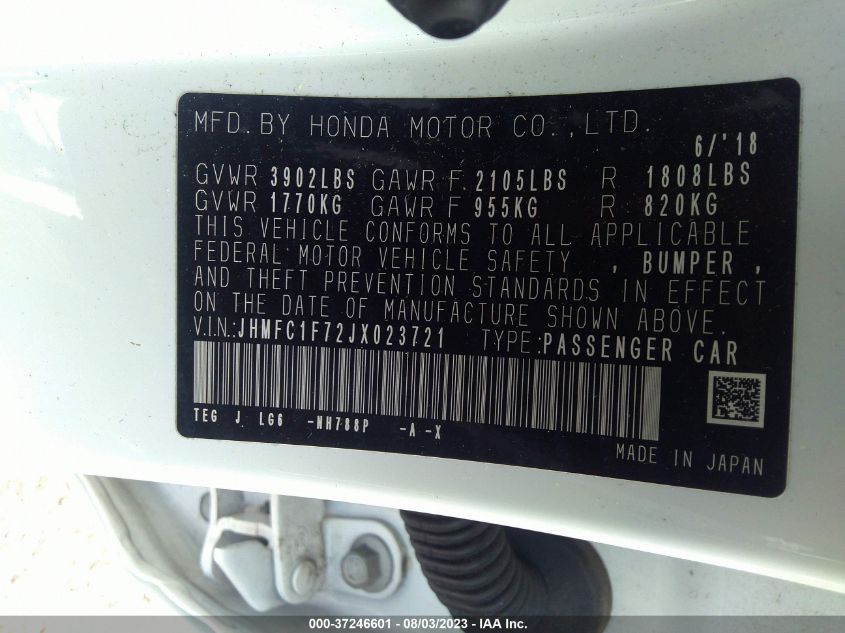 MFD. BY HONDA MOTOR CO.,LTD.
6/'18
GVWR 3902LBS GAWR F. 2105LBS R 1808LBS
GVWR 1770KG GAWR F 955KG R 820KG
THIS VEHICLE CONFORMS TO ALL APPLICABLE
FEDERAL MOTOR VEHICLE SAFETY , BUMPER ,
AND THEFT PREVENTION STANDARDS IN EFFECT
ON THE DATE OF MANUFACTURE SHOWN ABOVE.
V.I.N.:JHMFC1F72JX023721 TYPE:PASSENGER CAR
TEG J LG6 -NH788P -A -X
MADE IN JAPAN
000-37246601 - 08/03/2023 - IAA Inc.